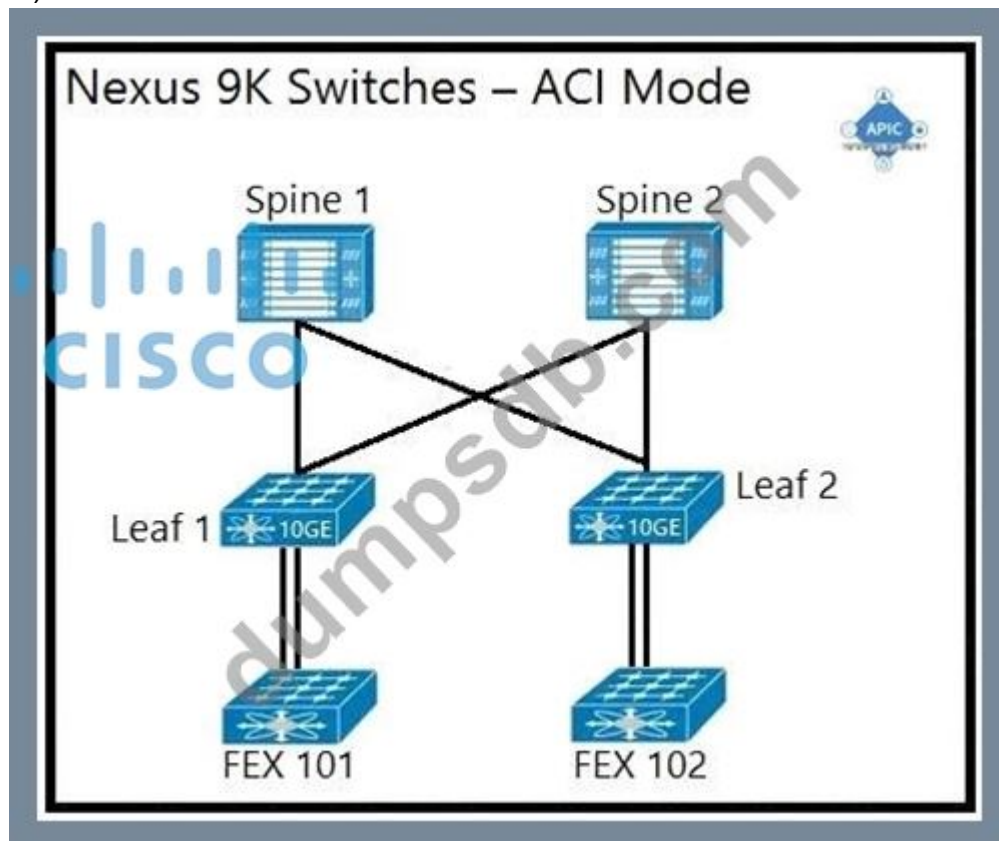 Nexus 9K Switches – ACI Mode
APIC
Spine 1
Spine 2
CISCO
Leaf 1
10GE
10GE
Leaf 2
dumpsdb.com
FEX 101
FEX 102